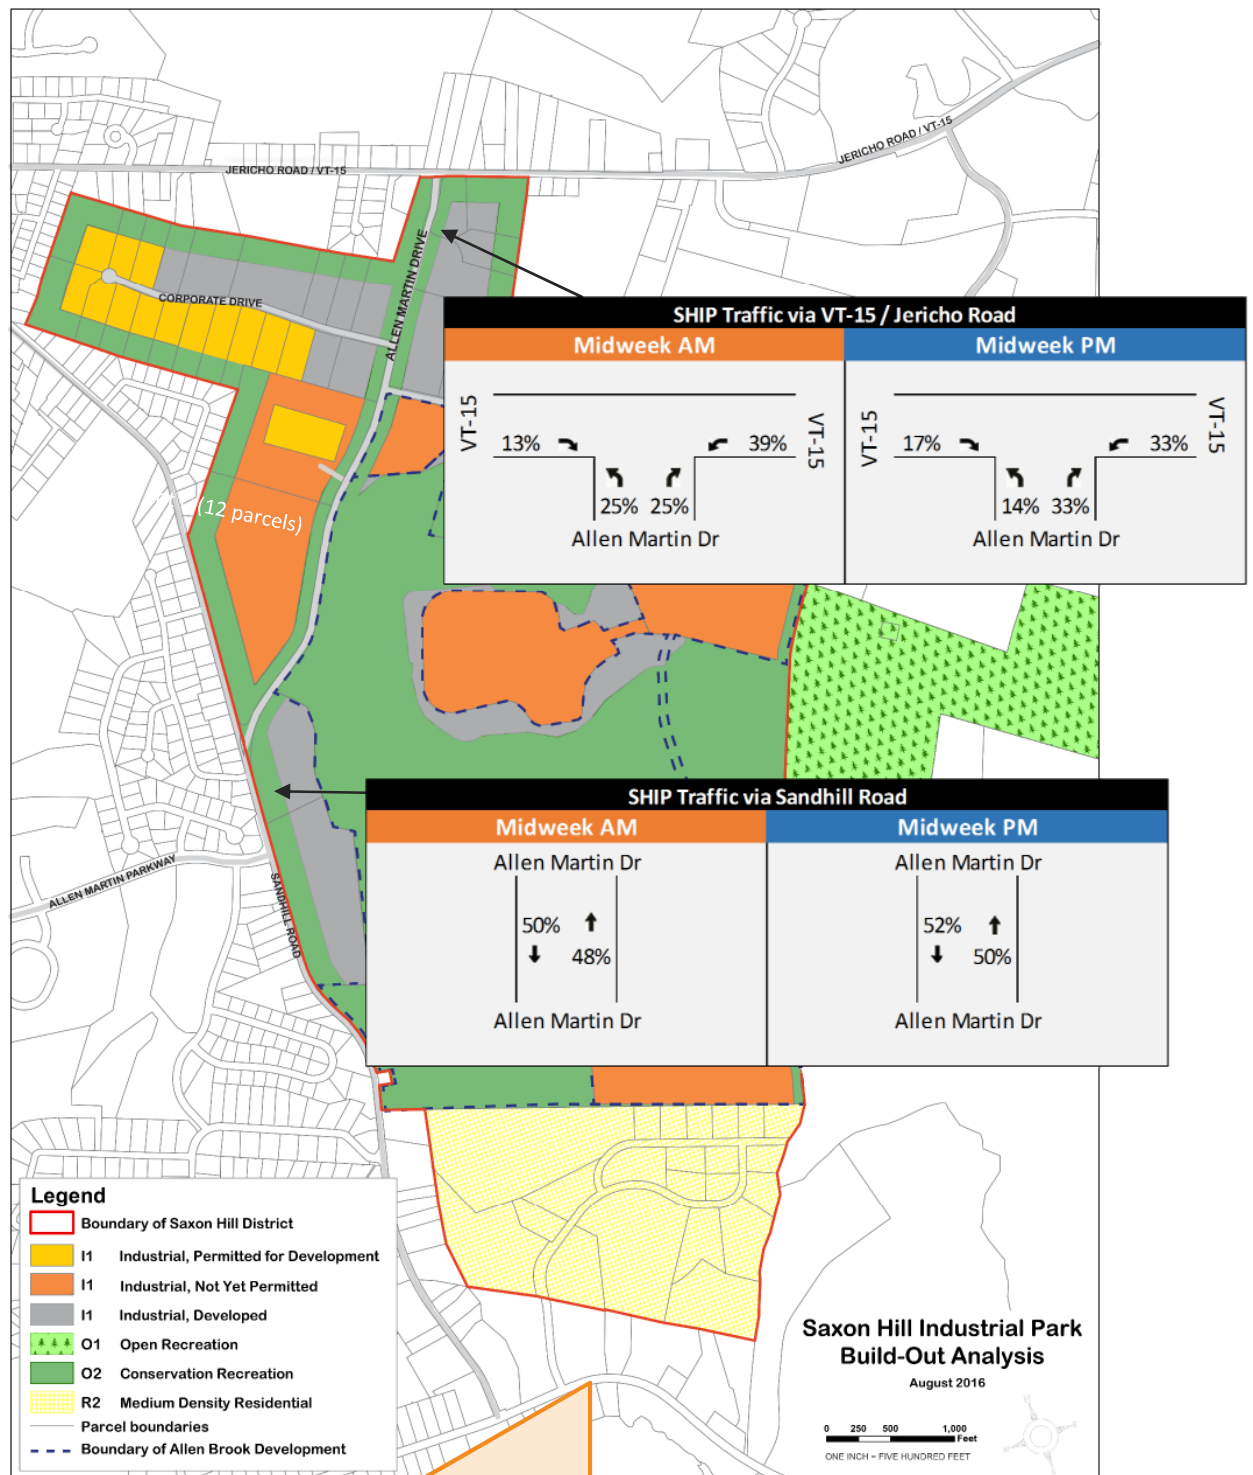 JERICHO ROAD / VT-15
JERICHO ROAD / VT-15
ALLEN MARTIN DRIVE
CORPORATE DRIVE
SHIP Traffic via VT-15 / Jericho Road
Midweek AM
Midweek PM
VT-15
13%
39%
VT-15
25%
25%
Allen Martin Dr
VT-15
17%
33%
VT-15
14%
33%
Allen Martin Dr
(12 parcels)
SHIP Traffic via Sandhill Road
Midweek AM
Midweek PM
Allen Martin Dr
50%
48%
Allen Martin Dr
Allen Martin Dr
52%
50%
Allen Martin Dr
ALLEN MARTIN PARKWAY
SANDHILL ROAD
Legend
Boundary of Saxon Hill District
I1 Industrial, Permitted for Development
I1 Industrial, Not Yet Permitted
I1 Industrial, Developed
O1 Open Recreation
O2 Conservation Recreation
R2 Medium Density Residential
Parcel boundaries
Boundary of Allen Brook Development
Saxon Hill Industrial Park
Build-Out Analysis
August 2016
0 250 500 1,000
Feet
ONE INCH = FIVE HUNDRED FEET